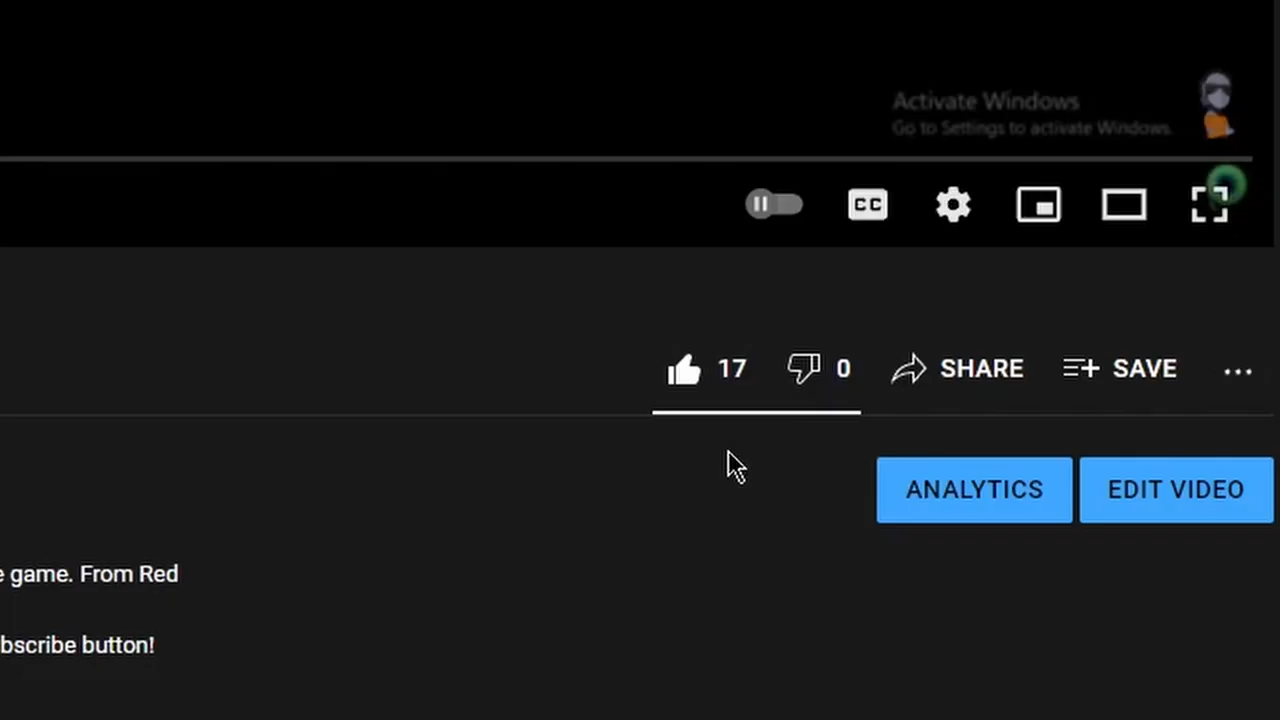 Activate Windows
Go to Settings to activate Windows.
CC
17 0 SHARE SAVE ...
ANALYTICS EDIT VIDEO
e game. From Red
bscribe button!